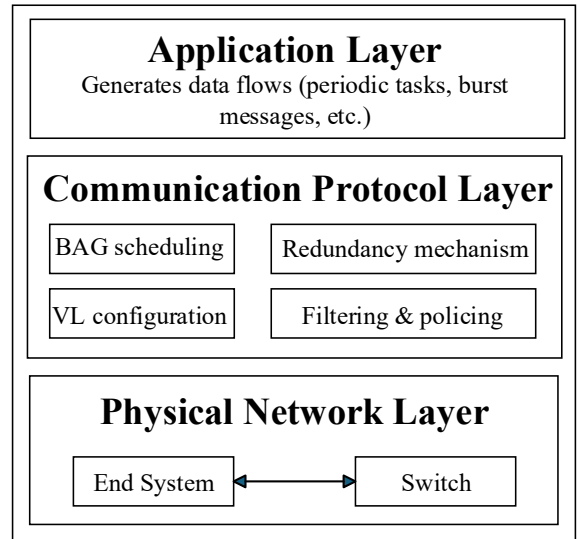 Application Layer
Generates data flows (periodic tasks, burst
messages, etc.)
Communication Protocol Layer
BAG scheduling
Redundancy mechanism
VL configuration
Filtering & policing
Physical Network Layer
End System
Switch